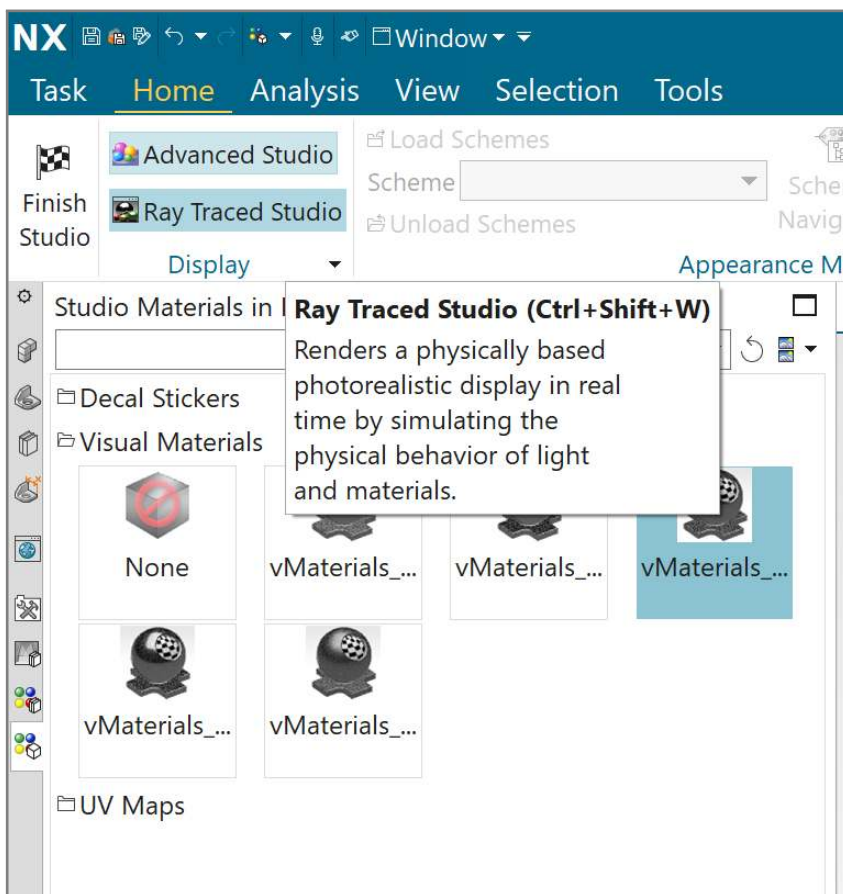 NX Window
Task Home Analysis View Selection Tools
Finish Studio
Advanced Studio
Ray Traced Studio
Display
Load Schemes
Scheme
Unload Schemes
Appearance M
Studio Materials in
Ray Traced Studio (Ctrl+Shift+W)
Renders a physically based
photorealistic display in real
time by simulating the
physical behavior of light
and materials.
Decal Stickers
Visual Materials
None vMaterials_... vMaterials_... vMaterials_...
vMaterials_... vMaterials_...
UV Maps